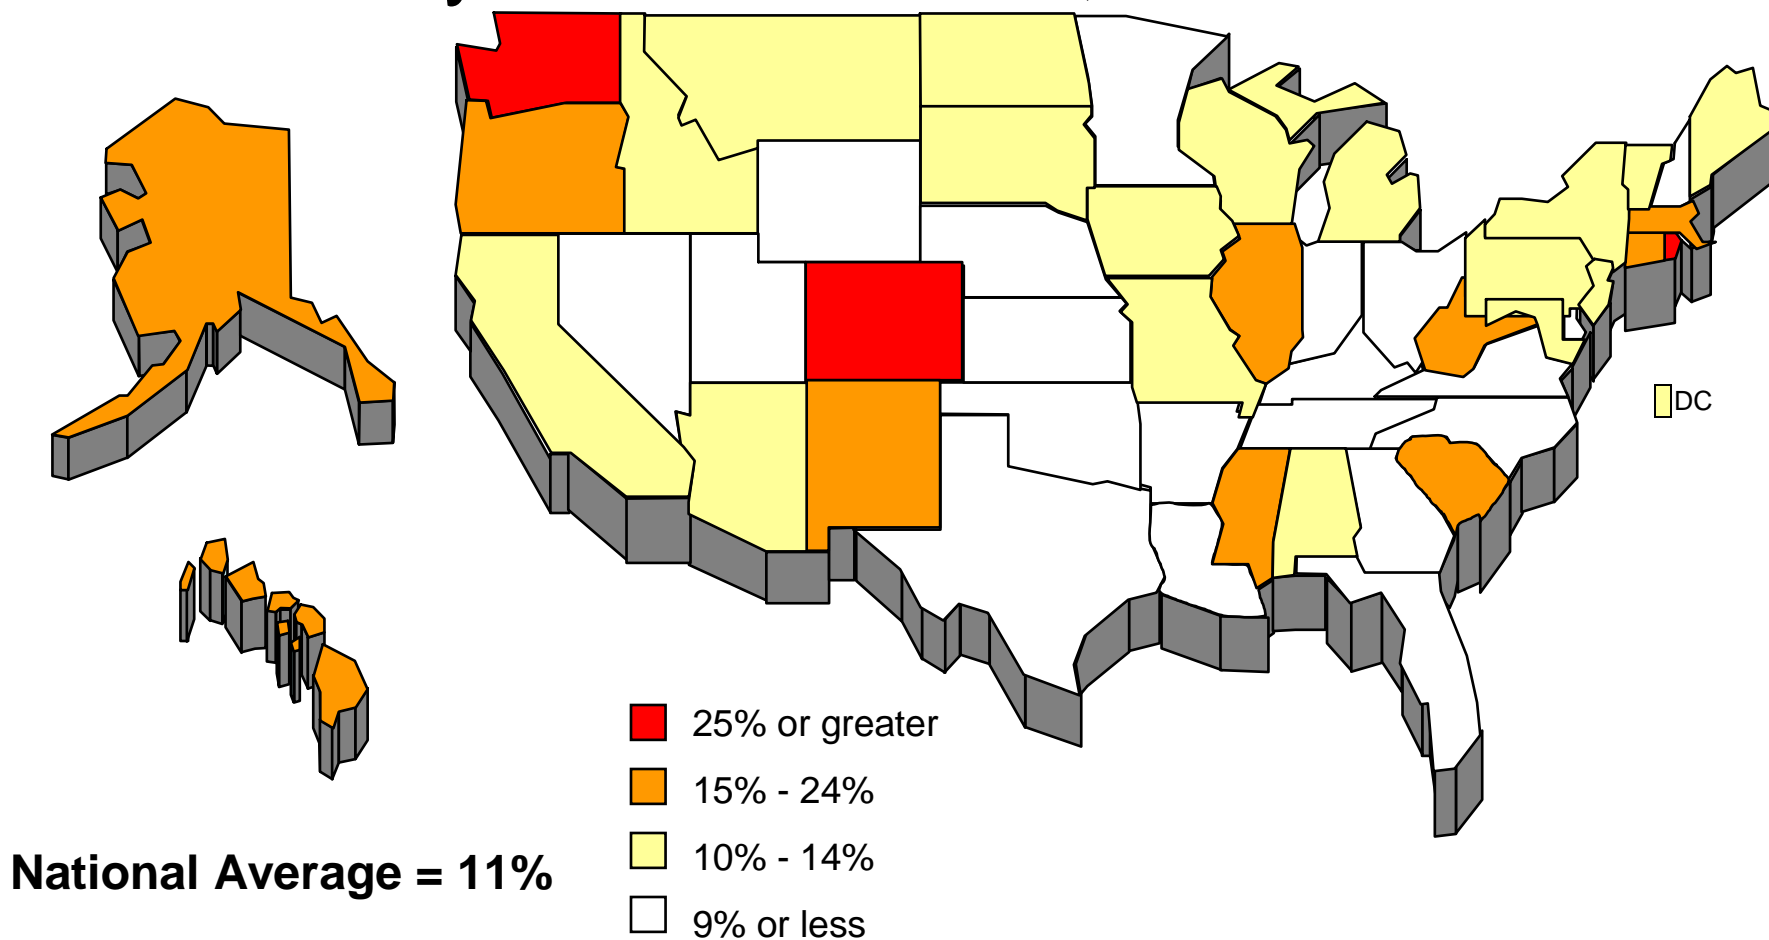 DC
25% or greater
15% - 24%
10% - 14%
National Average = 11%
9% or less